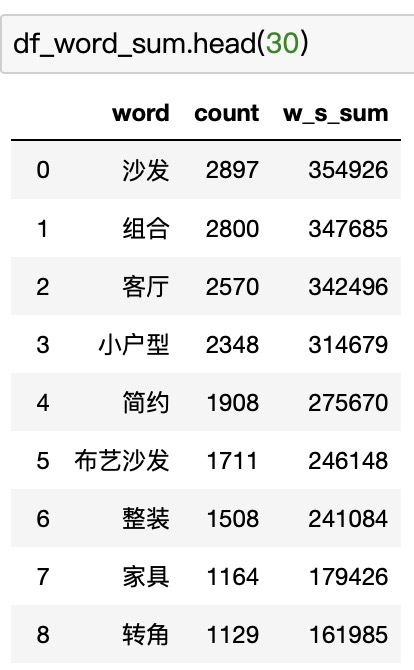 df_word_sum.head(30)
word count w_s_sum
0 沙发 2897 354926
1 组合 2800 347685
2 客厅 2570 342496
3 小户型 2348 314679
4 简约 1908 275670
5 布艺沙发 1711 246148
6 整装 1508 241084
7 家具 1164 179426
8 转角 1129 161985